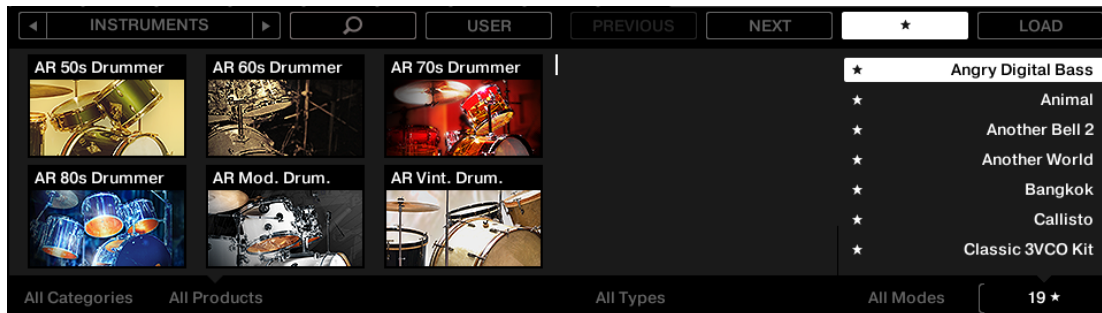 INSTRUMENTS USER PREVIOUS NEXT ★ LOAD
AR 50s Drummer AR 60s Drummer AR 70s Drummer
AR 80s Drummer AR Mod. Drum. AR Vint. Drum.
★ Angry Digital Bass
★ Animal
★ Another Bell 2
★ Another World
★ Bangkok
★ Callisto
★ Classic 3VCO Kit
All Categories All Products All Types All Modes 19 ★